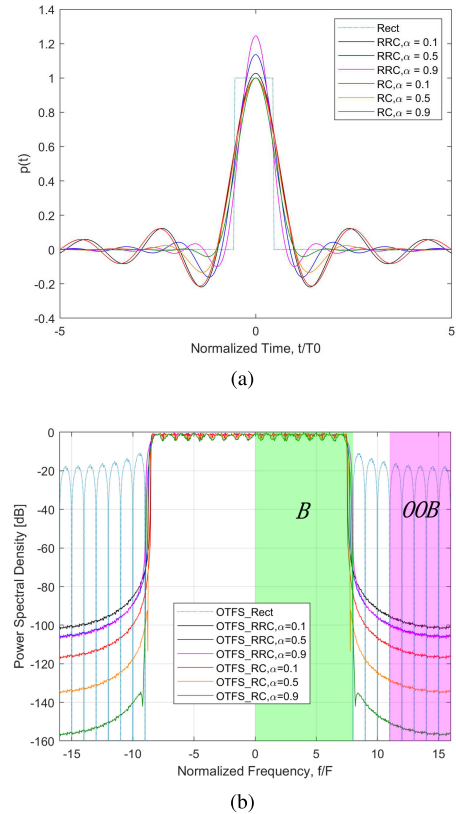 1.4
1.2
1
0.8
0.6
0.4
0.2
0
-0.2
-0.4
p(t)
Rect
RRC,α = 0.1
RRC,α = 0.5
RRC,α = 0.9
RC,α = 0.1
RC,α = 0.5
RC,α = 0.9
-5 0 5
Normalized Time, t/T0
(a)
0
-20
-40
-60
-80
-100
-120
-140
-160
Power Spectral Density [dB]
B
OOB
OTFS_Rect
OTFS_RRC,α=0.1
OTFS_RRC,α=0.5
OTFS_RRC,α=0.9
OTFS_RC,α=0.1
OTFS_RC,α=0.5
OTFS_RC,α=0.9
-15 -10 -5 0 5 10 15
Normalized Frequency, f/F
(b)